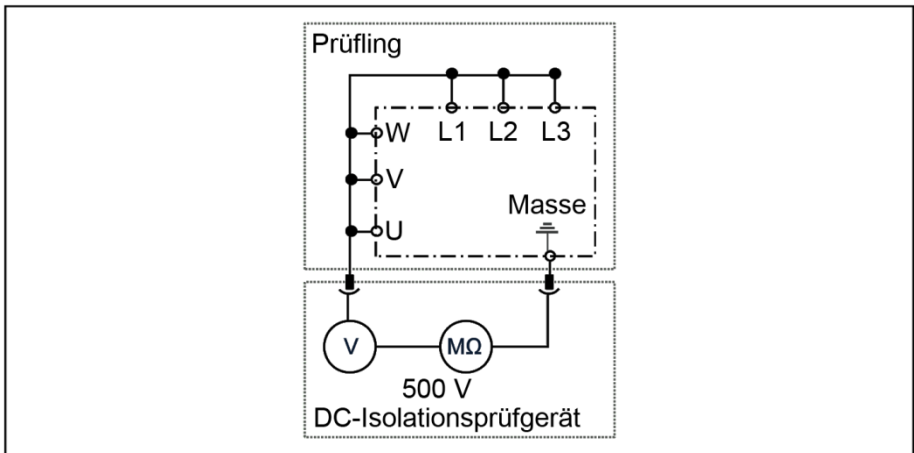 Prüfling
L1 L2 L3
W
V
Masse
U
V MΩ
500 V
DC-Isolationsprüfgerät